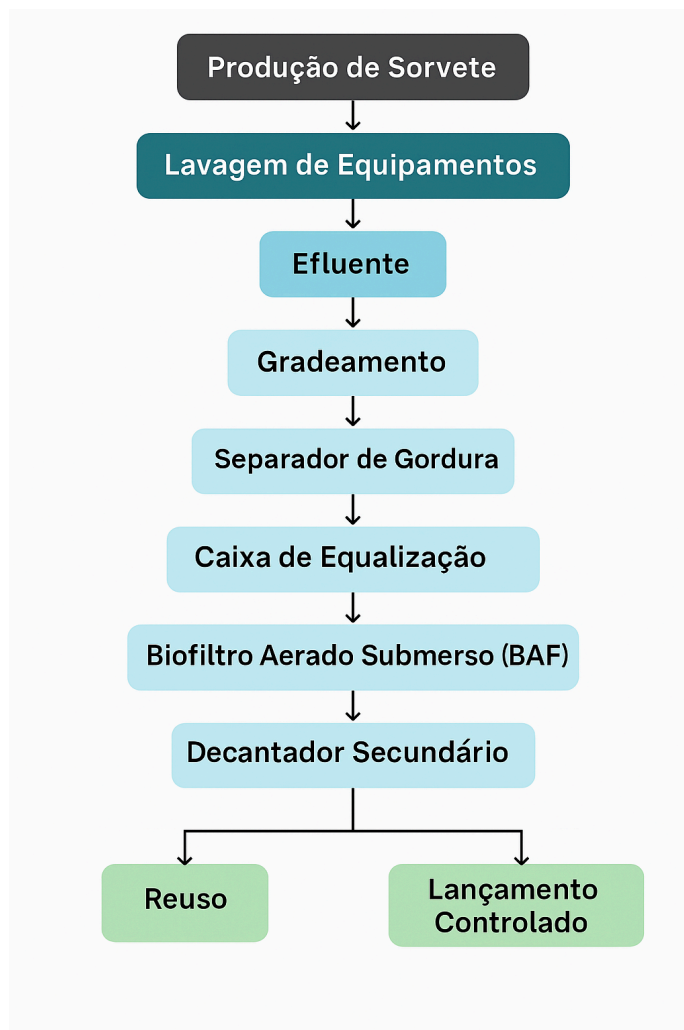 Produção de Sorvete
Lavagem de Equipamentos
Efluente
Gradeamento
Separador de Gordura
Caixa de Equalização
Biofiltro Aerado Submerso (BAF)
Decantador Secundário
Reuso
Lançamento
Controlado